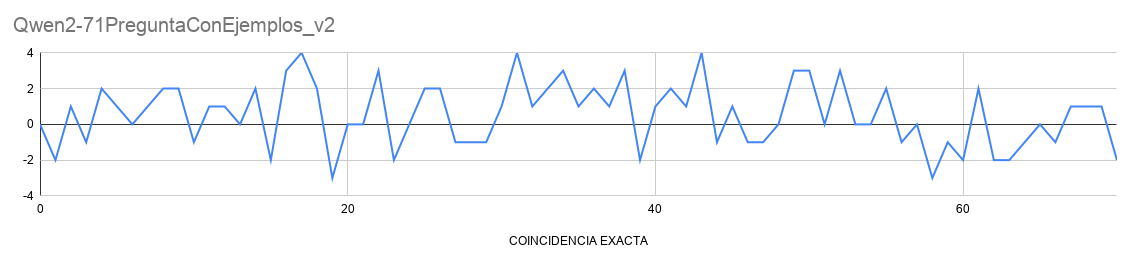 Qwen2-71PreguntaConEjemplos_v2
4
2
0
-2
-4
0 20 40 60
COINCIDENCIA EXACTA